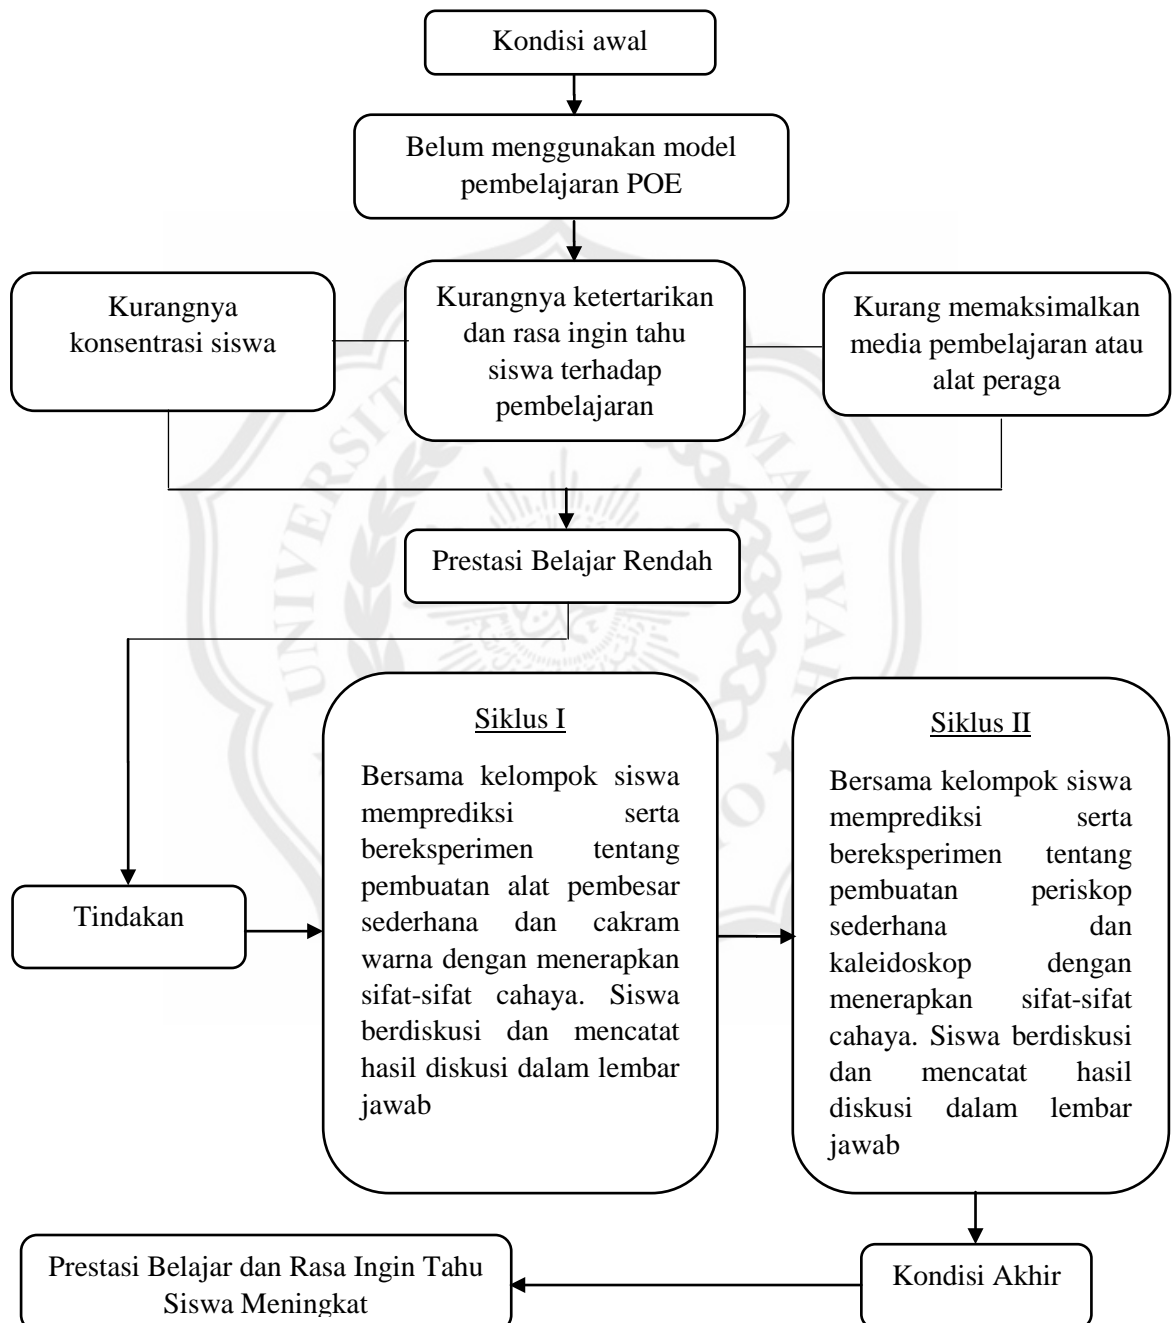 Kondisi awal
Belum menggunakan model
pembelajaran POE
Kurangnya
konsentrasi siswa
Kurangnya ketertarikan
dan rasa ingin tahu
siswa terhadap
pembelajaran
Kurang memaksimalkan
media pembelajaran atau
alat peraga
Prestasi Belajar Rendah
Tindakan
Siklus I
Bersama kelompok siswa
memprediksi serta
bereksperimen tentang
pembuatan alat pembesar
sederhana dan cakram
warna dengan menerapkan
sifat-sifat cahaya. Siswa
berdiskusi dan mencatat
hasil diskusi dalam lembar
jawab
Siklus II
Bersama kelompok siswa
memprediksi serta
bereksperimen tentang
pembuatan periskop
sederhana dan
kaleidoskop dengan
menerapkan sifat-sifat
cahaya. Siswa berdiskusi
dan mencatat hasil
diskusi dalam lembar
jawab
Kondisi Akhir
Prestasi Belajar dan Rasa Ingin Tahu
Siswa Meningkat